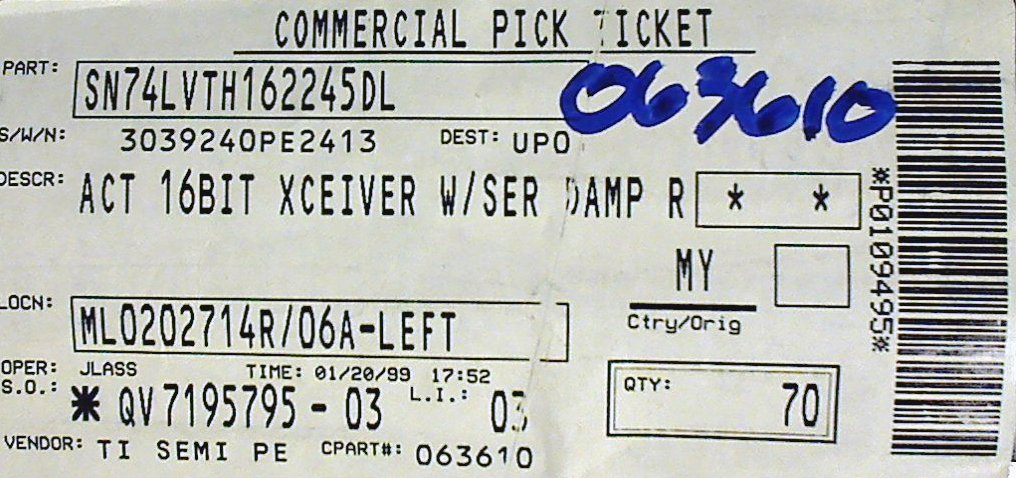 COMMERCIAL PICK TICKET
PART: SN74LVTH162245DL
063610
S/W/N: 3039240PE2413 DEST: UPO
DESCR: ACT 16BIT XCEIVER W/SER DAMP R * *
*P0109495*
MY
Ctry/Orig
LOCN: ML0202714R/06A-LEFT
OPER: JLASS TIME: 01/20/99 17:52
S.O.: * QV7195795-03 L.I.: 03
QTY: 70
VENDOR: TI SEMI PE CPART#: 063610